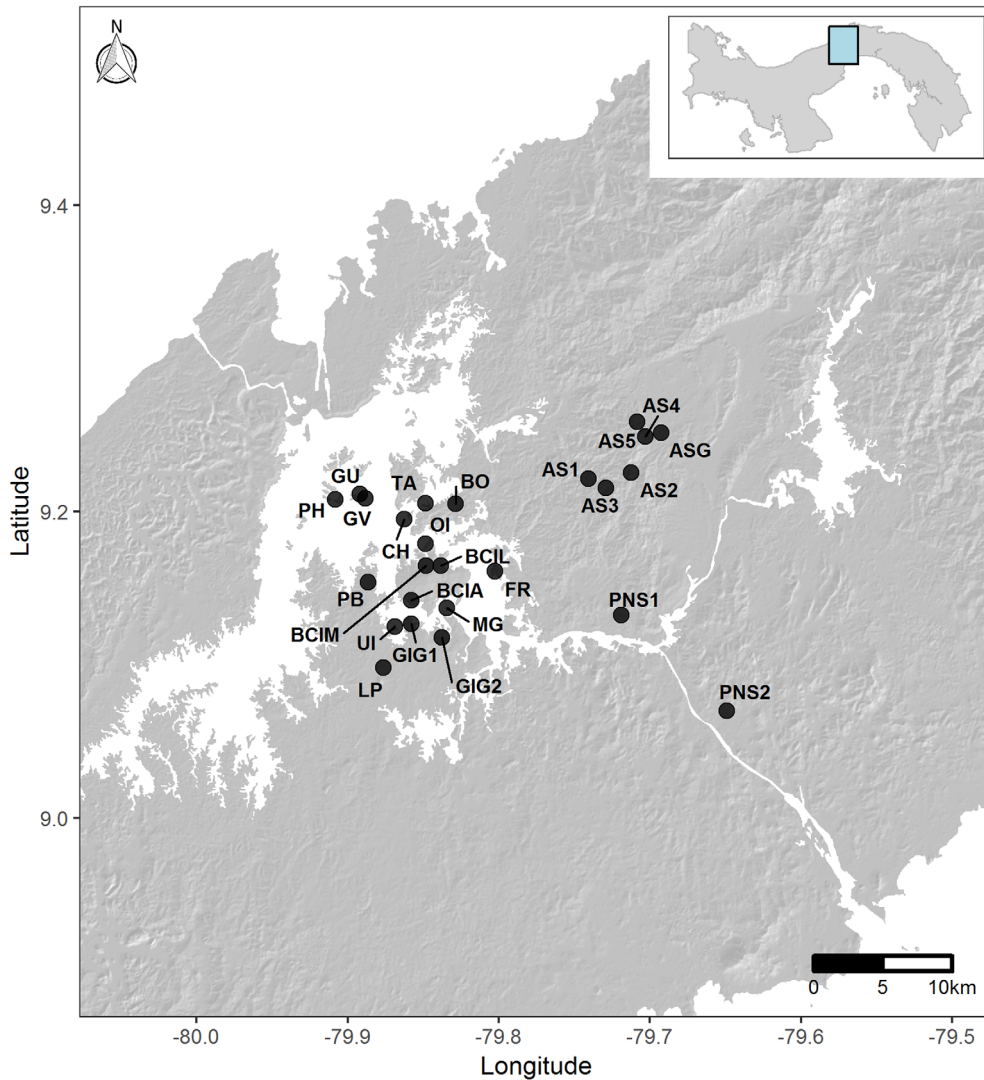 N
9.4
9.2
9.0
Latitude
AS4
AS5
ASG
AS1
AS2
AS3
GU
TA
BO
PH
GV
OI
CH
BCIL
PB
BCIA
FR
BCIM
MG
UI
GIG1
LP
GIG2
PNS1
PNS2
0 5 10km
-80.0 -79.9 -79.8 -79.7 -79.6 -79.5
Longitude